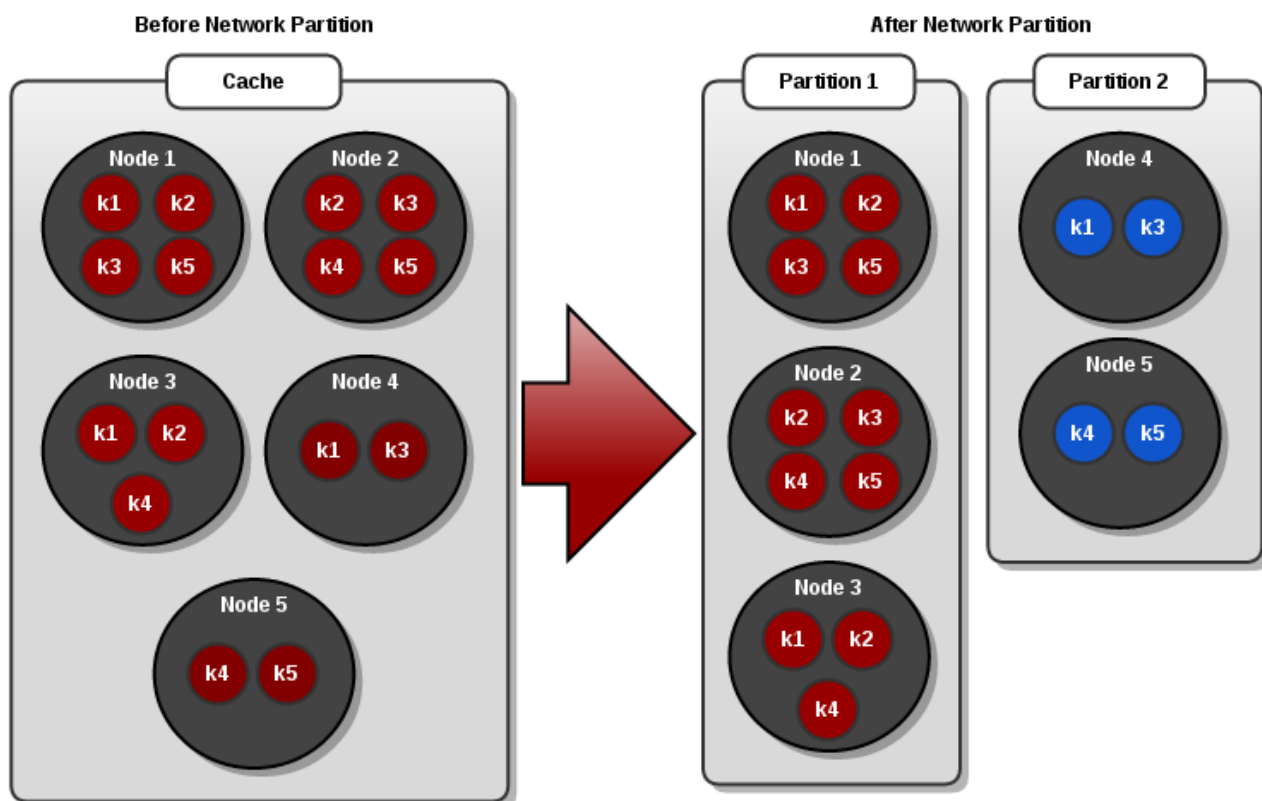 Before Network Partition
Cache
Node 1
k1 k2
k3 k5
Node 2
k2 k3
k4 k5
Node 3
k1 k2
k4
Node 4
k1 k3
Node 5
k4 k5
After Network Partition
Partition 1
Node 1
k1 k2
k3 k5
Node 2
k2 k3
k4 k5
Node 3
k1 k2
k4
Partition 2
Node 4
k1 k3
Node 5
k4 k5